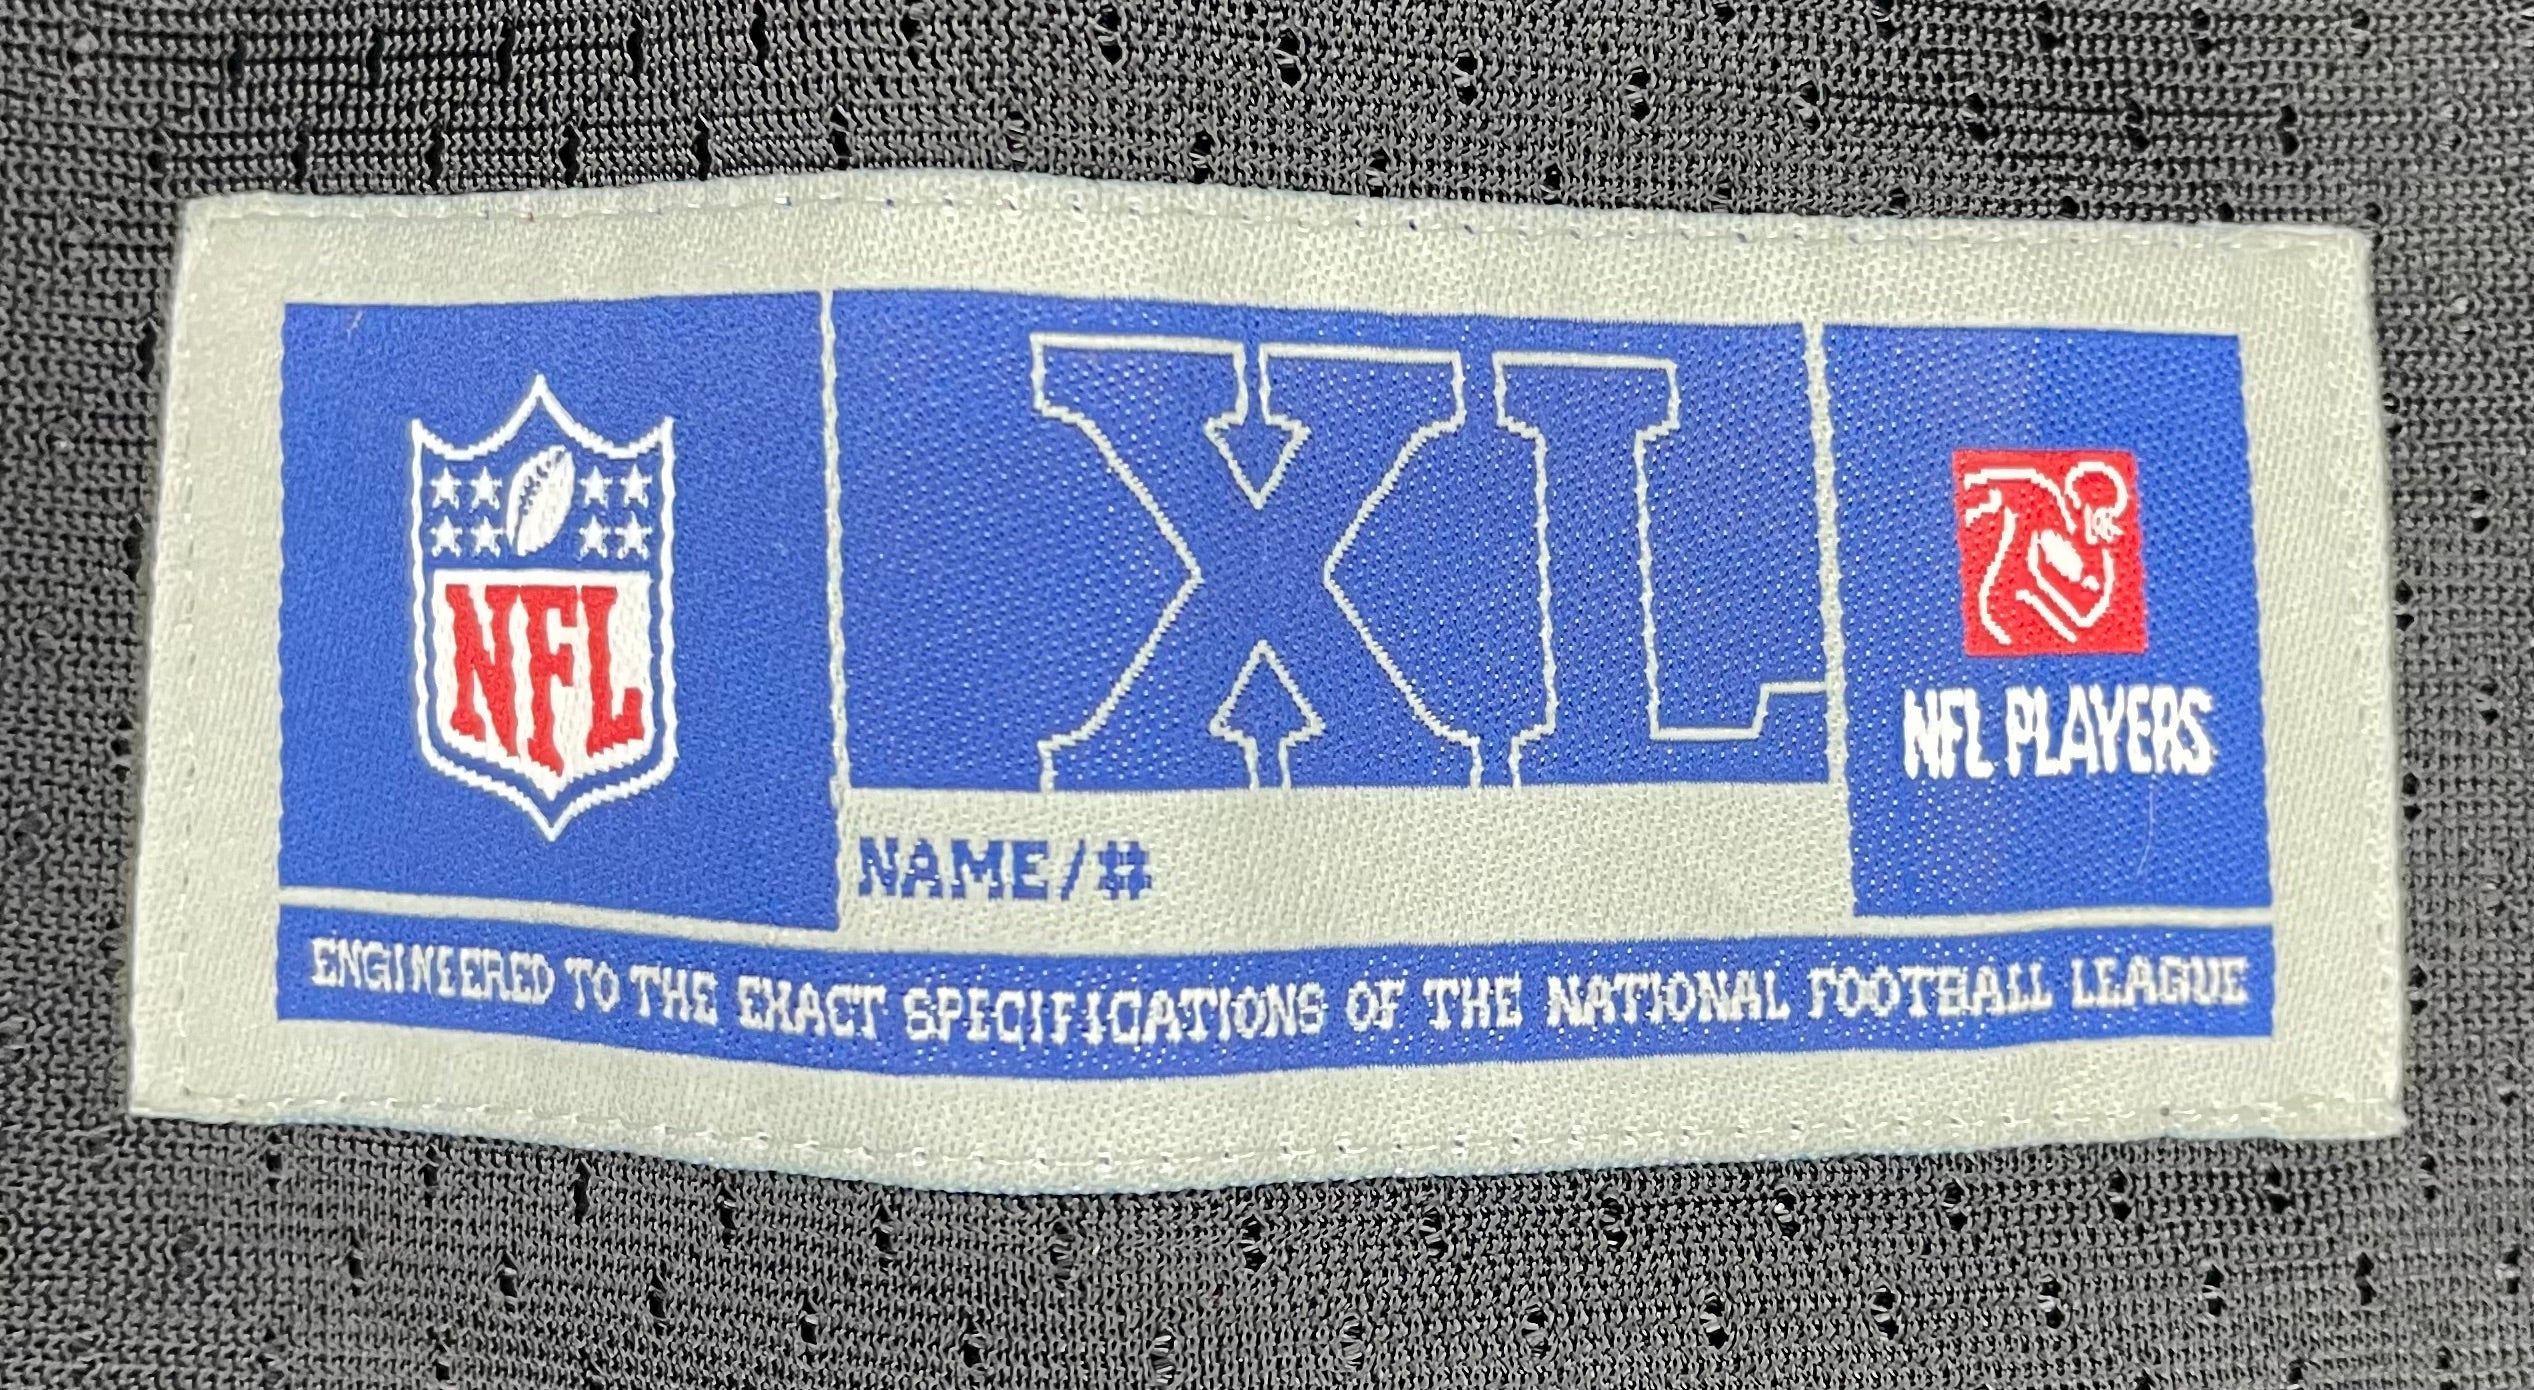 NFL
XL
NFL PLAYERS
NAME/#
ENGINEERED TO THE EXACT SPECIFICATIONS OF THE NATIONAL FOOTBALL LEAGUE